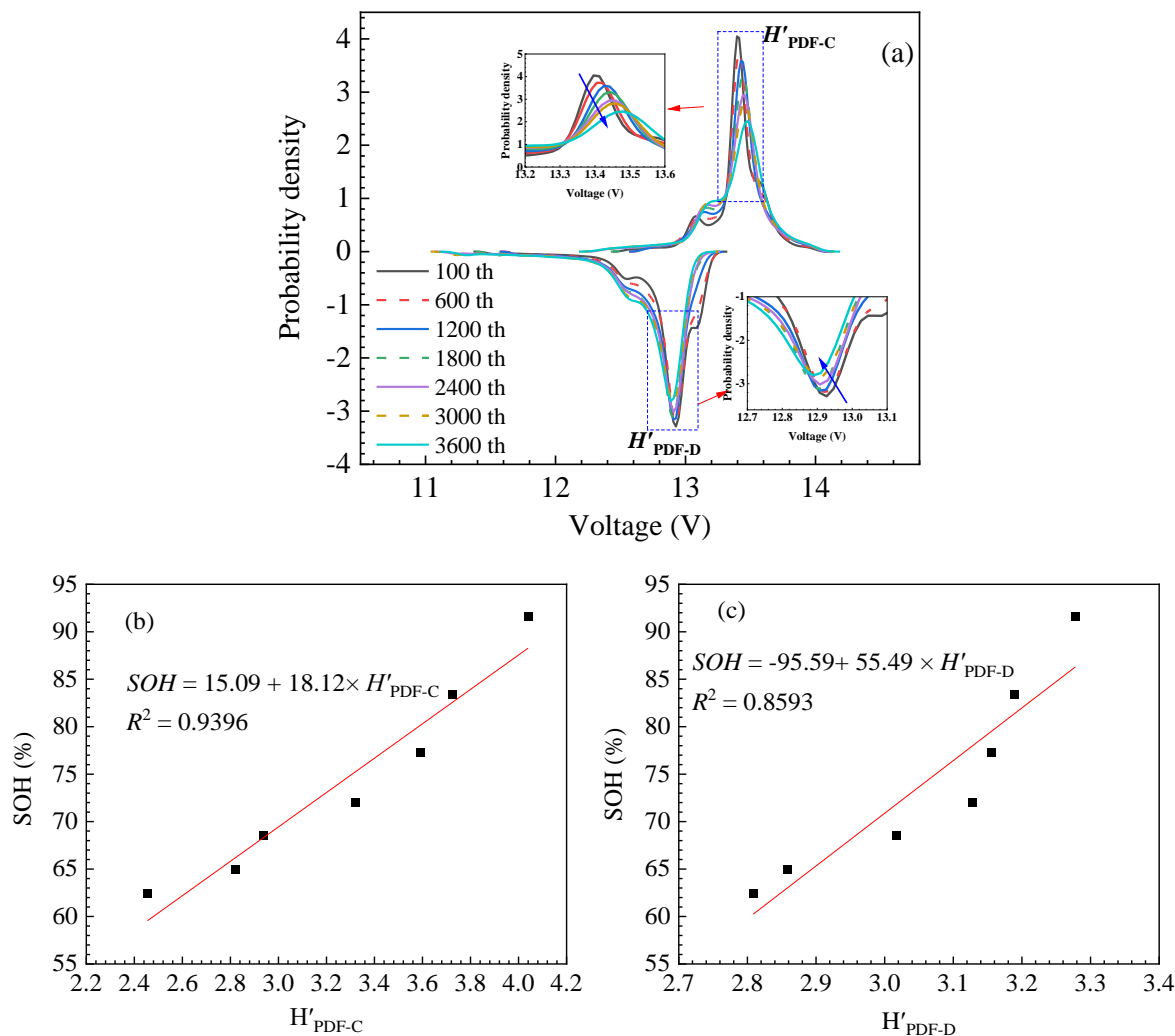 (a)
H′PDF-C
Probability density
4
3
2
1
0
-1
-2
-3
-4
11
12
13
14
Voltage (V)
100 th
600 th
1200 th
1800 th
2400 th
3000 th
3600 th
H′PDF-D
Probability density
5
4
3
2
1
0
13.2
13.3
13.4
13.5
13.6
Voltage (V)
Probability density
-1
-2
-3
12.7
12.8
12.9
13.0
13.1
Voltage (V)
(b)
SOH = 15.09 + 18.12× H′PDF-C
R² = 0.9396
SOH (%)
95
90
85
80
75
70
65
60
55
2.2
2.4
2.6
2.8
3.0
3.2
3.4
3.6
3.8
4.0
4.2
H′PDF-C
(c)
SOH = -95.59+ 55.49 × H′PDF-D
R² = 0.8593
SOH (%)
95
90
85
80
75
70
65
60
55
2.7
2.8
2.9
3.0
3.1
3.2
3.3
3.4
H′PDF-D